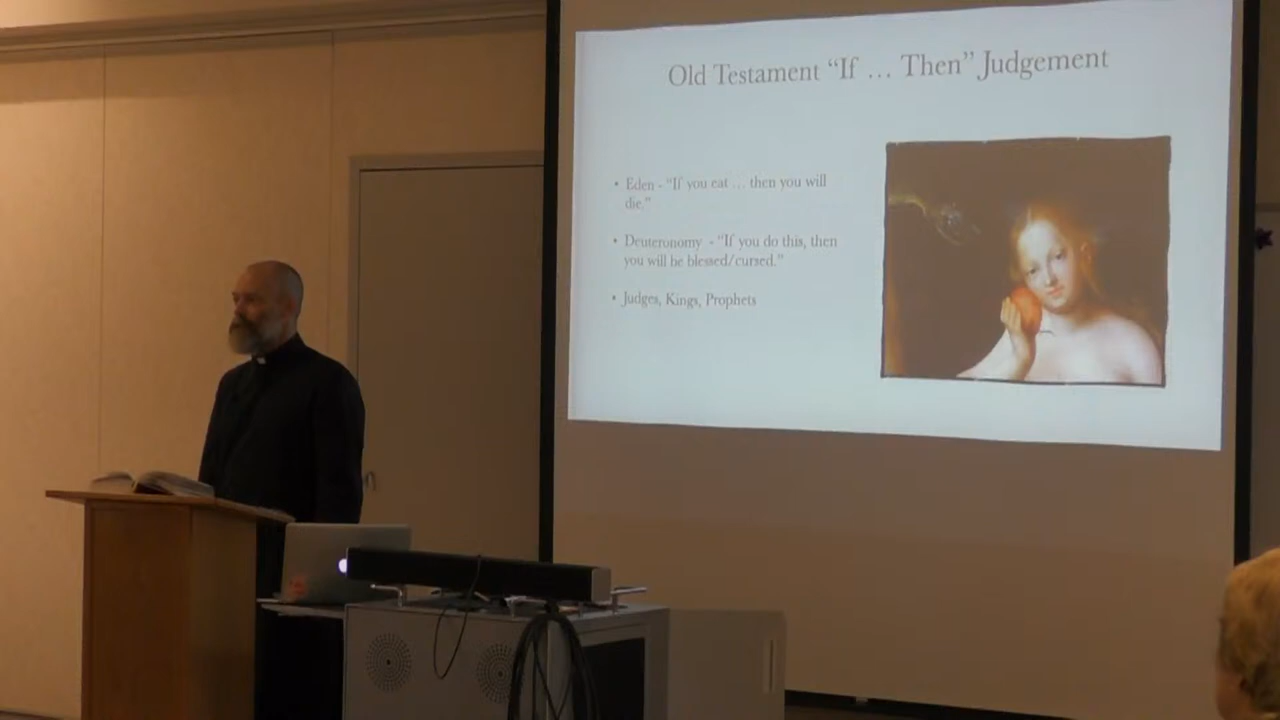 Old Testament “If … Then” Judgement
• Eden - “If you eat … then you will
die.”
• Deuteronomy - “If you do this, then
you will be blessed/cursed.”
• Judges, Kings, Prophets